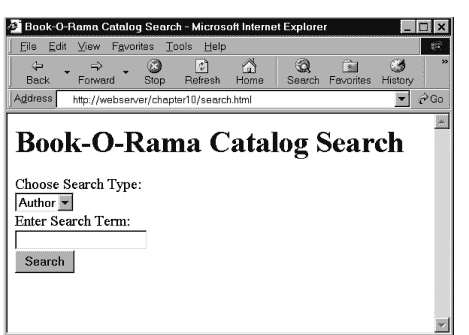 Book-O-Rama Catalog Search - Microsoft Internet Explorer
File Edit View Favorites Tools Help
Back Forward Stop Refresh Home Search Favorites History »
Address http://webserver/chapter10/search.html Go
Book-O-Rama Catalog Search
Choose Search Type:
Author
Enter Search Term:
Search